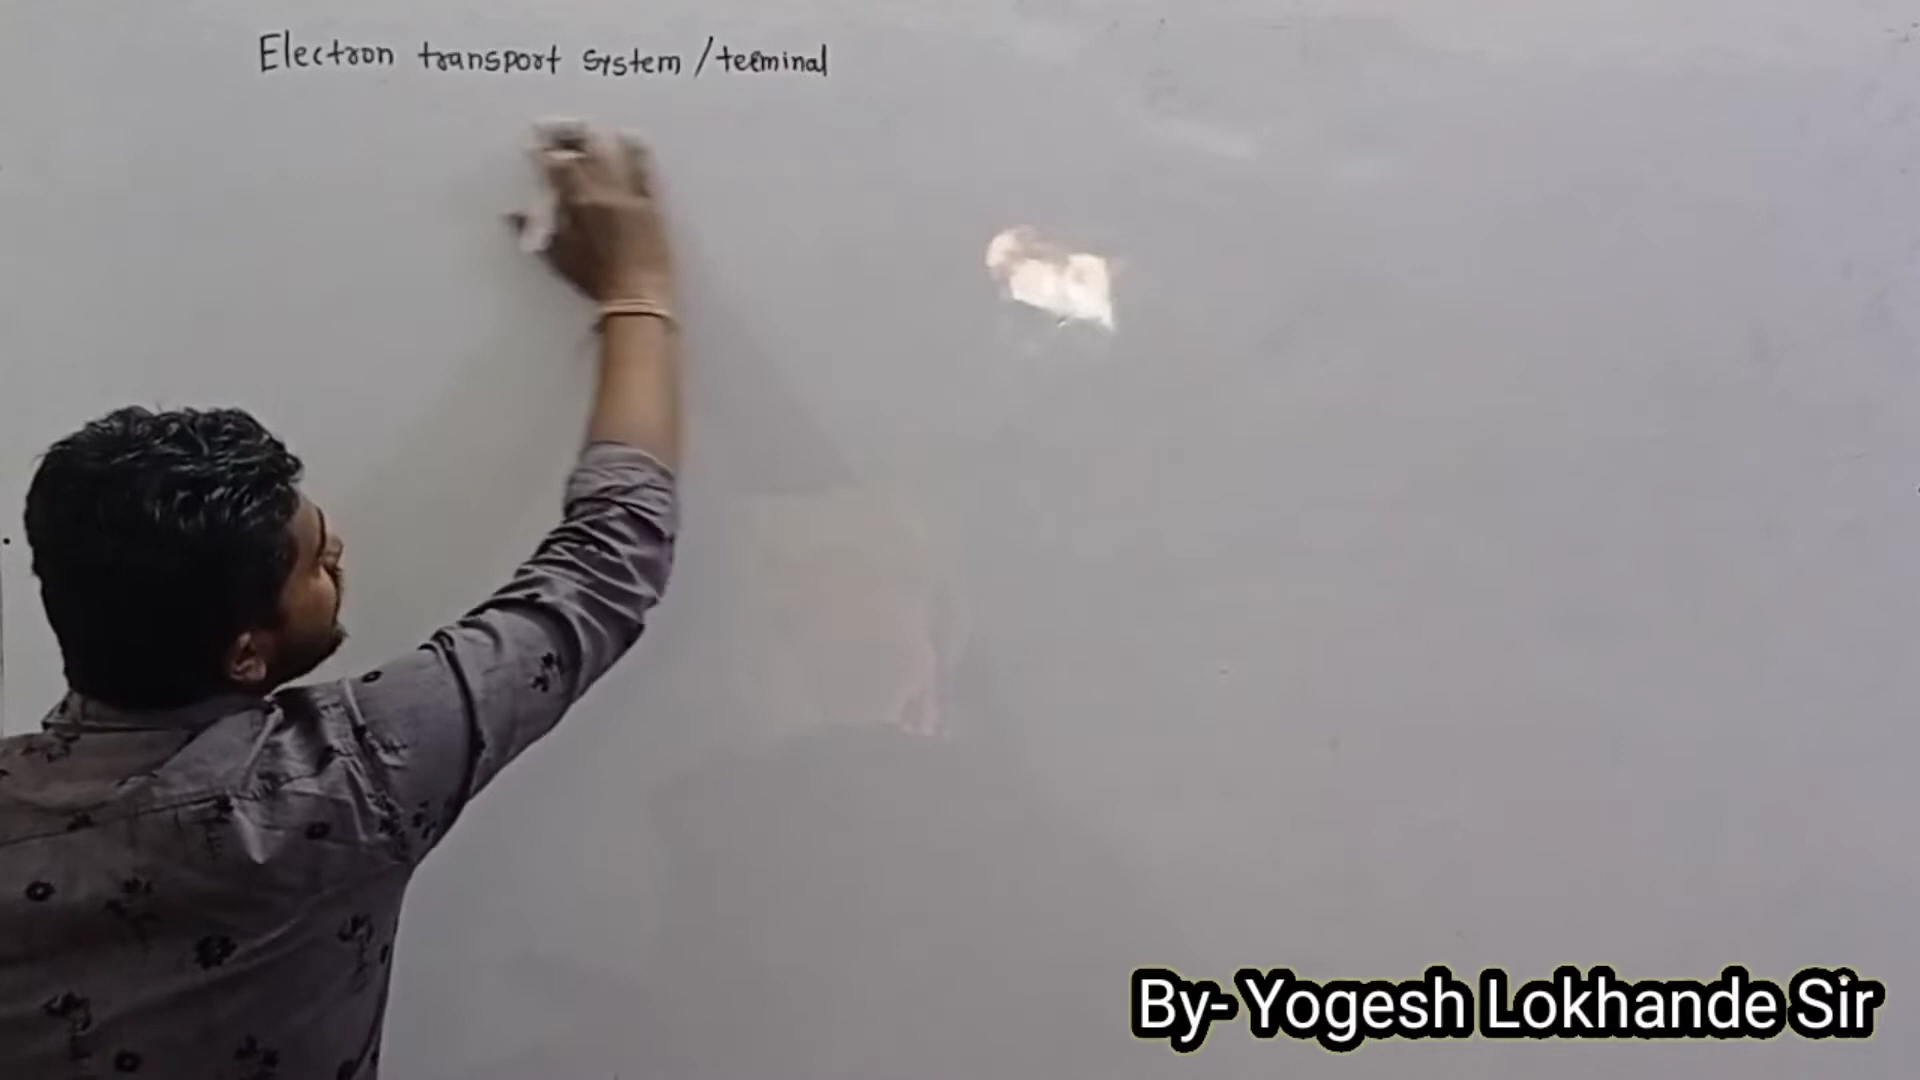 Electron transport system / terminal
By- Yogesh Lokhande Sir